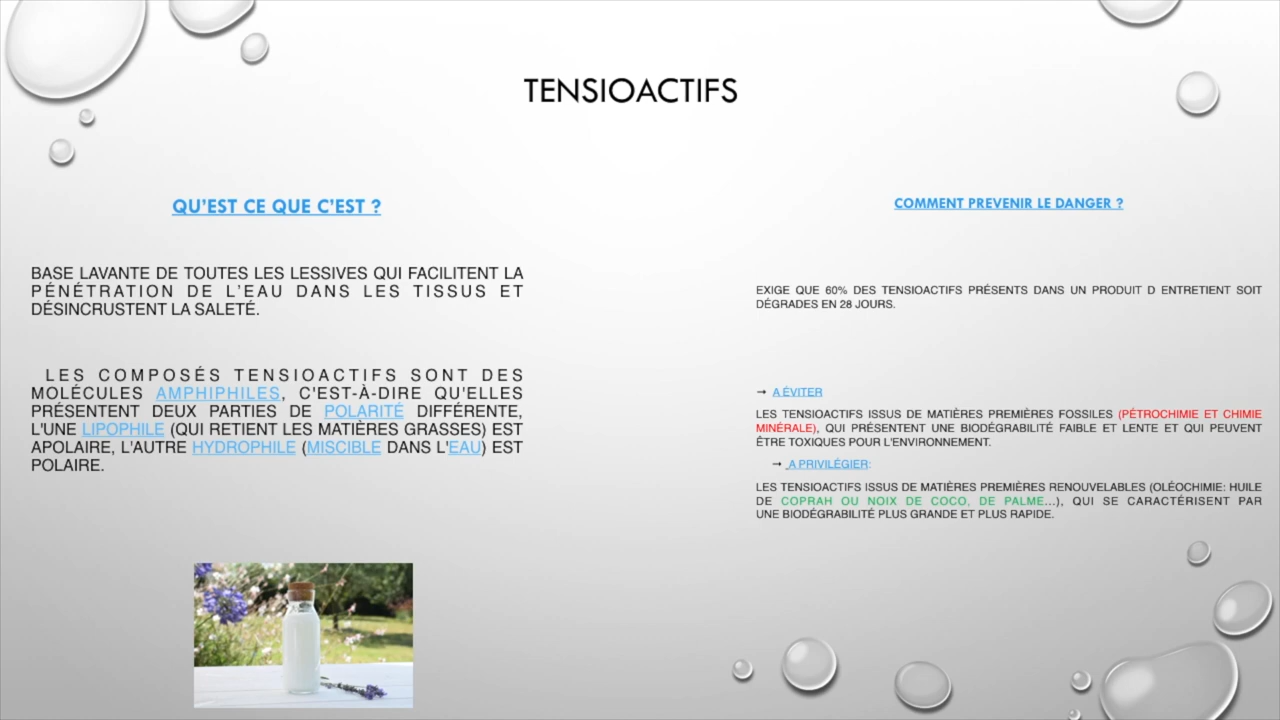 TENSIOACTIFS
QU'EST CE QUE C'EST ?
BASE LAVANTE DE TOUTES LES LESSIVES QUI FACILITENT LA
PÉNÉTRATION DE L'EAU DANS LES TISSUS ET
DÉSINCRUSTENT LA SALETÉ.
LES COMPOSÉS TENSIOACTIFS SONT DES
MOLÉCULES AMPHIPHILES, C'EST-À-DIRE QU'ELLES
PRÉSENTENT DEUX PARTIES DE POLARITÉ DIFFÉRENTE,
L'UNE LIPOPHILE (QUI RETIENT LES MATIÈRES GRASSES) EST
APOLAIRE, L'AUTRE HYDROPHILE (MISCIBLE DANS L'EAU) EST
POLAIRE.
COMMENT PREVENIR LE DANGER ?
EXIGE QUE 60% DES TENSIOACTIFS PRÉSENTS DANS UN PRODUIT D ENTRETIENT SOIT
DÉGRADES EN 28 JOURS.
→ A ÉVITER
LES TENSIOACTIFS ISSUS DE MATIÈRES PREMIÈRES FOSSILES (PÉTROCHIMIE ET CHIMIE
MINÉRALE), QUI PRÉSENTENT UNE BIODÉGRABILITÉ FAIBLE ET LENTE ET QUI PEUVENT
ÊTRE TOXIQUES POUR L'ENVIRONNEMENT.
→ A PRIVILÉGIER:
LES TENSIOACTIFS ISSUS DE MATIÈRES PREMIÈRES RENOUVELABLES (OLÉOCHIMIE: HUILE
DE COPRAH OU NOIX DE COCO, DE PALME...), QUI SE CARACTÉRISENT PAR
UNE BIODÉGRABILITÉ PLUS GRANDE ET PLUS RAPIDE.